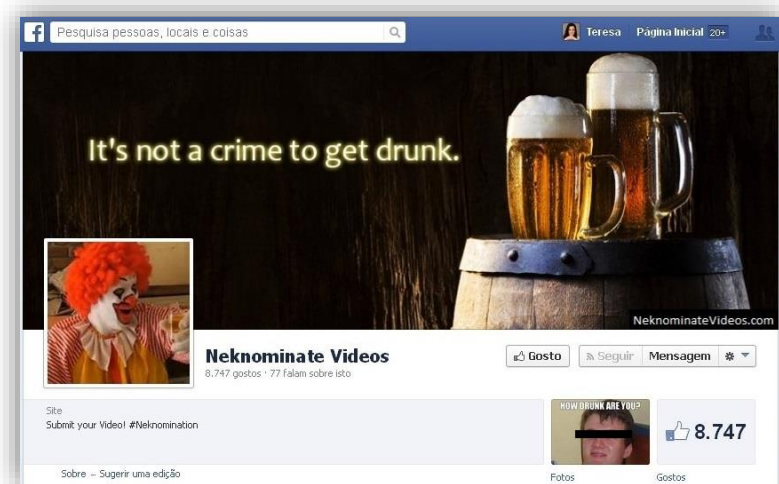 f
Pesquisa pessoas, locais e coisas
Teresa Página Inicial 20+
It's not a crime to get drunk.
NeknominateVideos.com
Neknominate Videos
8.747 gostos · 77 falam sobre isto
Gosto
Seguir
Mensagem
Site
Submit your Video! #Neknomination
HOW DRUNK ARE YOU?
8.747
Sobre – Sugerir uma edição
Fotos
Gostos